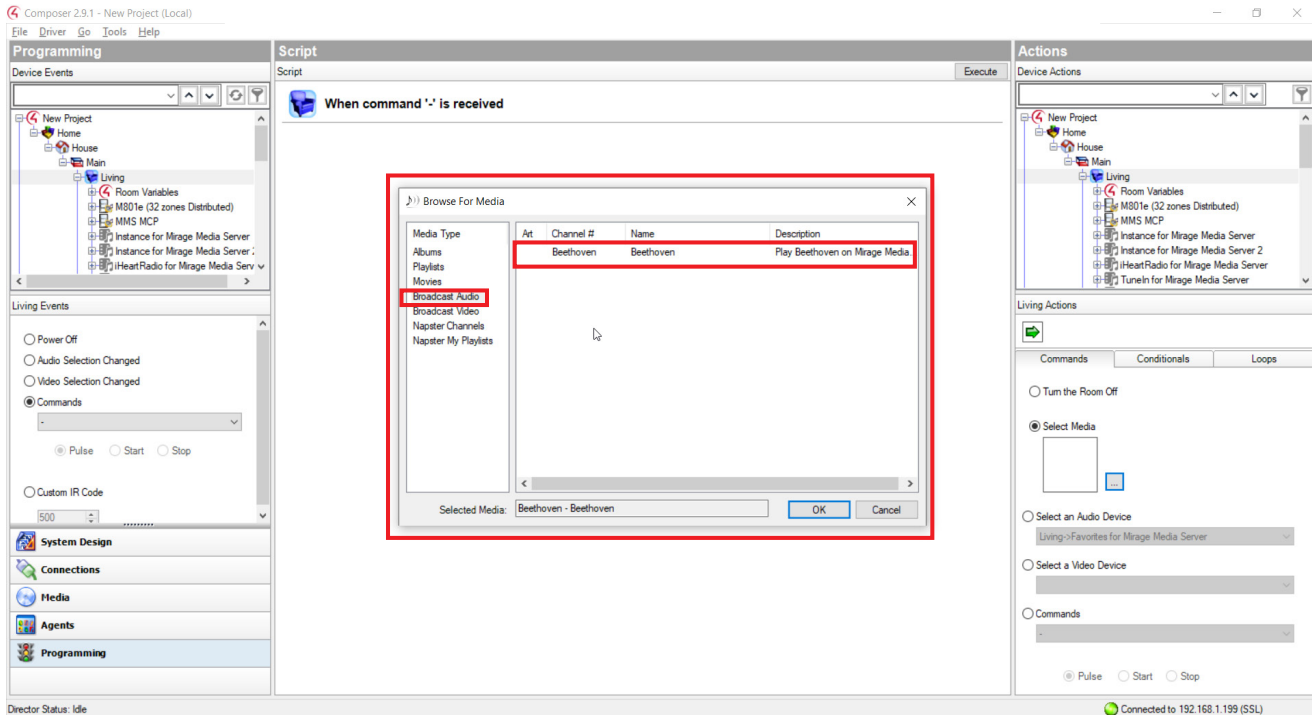 Composer 2.9.1 - New Project (Local)
File Driver Go Tools Help
Programming
Device Events
New Project
Home
House
Main
Living
Room Variables
M801e (32 zones Distributed)
MMS MCP
Instance for Mirage Media Server
Instance for Mirage Media Server 2
iHeartRadio for Mirage Media Serv
Living Events
Power Off
Audio Selection Changed
Video Selection Changed
Commands
-
Pulse Start Stop
Custom IR Code
500
System Design
Connections
Media
Agents
Programming
Script
Script Execute
When command '-' is received
Browse For Media
Media Type
Albums
Playlists
Movies
Broadcast Audio
Broadcast Video
Napster Channels
Napster My Playlists
Art Channel # Name Description
Beethoven Beethoven Play Beethoven on Mirage Media.
Selected Media: Beethoven - Beethoven OK Cancel
Actions
Device Actions
New Project
Home
House
Main
Living
Room Variables
M801e (32 zones Distributed)
MMS MCP
Instance for Mirage Media Server
Instance for Mirage Media Server 2
iHeartRadio for Mirage Media Server
TuneIn for Mirage Media Server
Living Actions
Commands Conditionals Loops
Turn the Room Off
Select Media
...
Select an Audio Device
Living->Favorites for Mirage Media Server
Select a Video Device
Commands
-
Pulse Start Stop
Director Status: Idle
Connected to 192.168.1.199 (SSL)